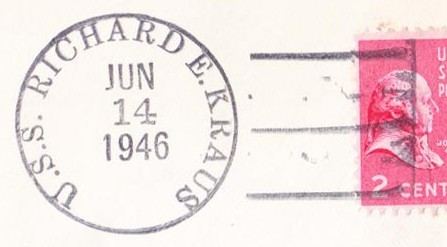 U.S.S. RICHARD E. KRAUS
JUN
14
1946
2 CENT